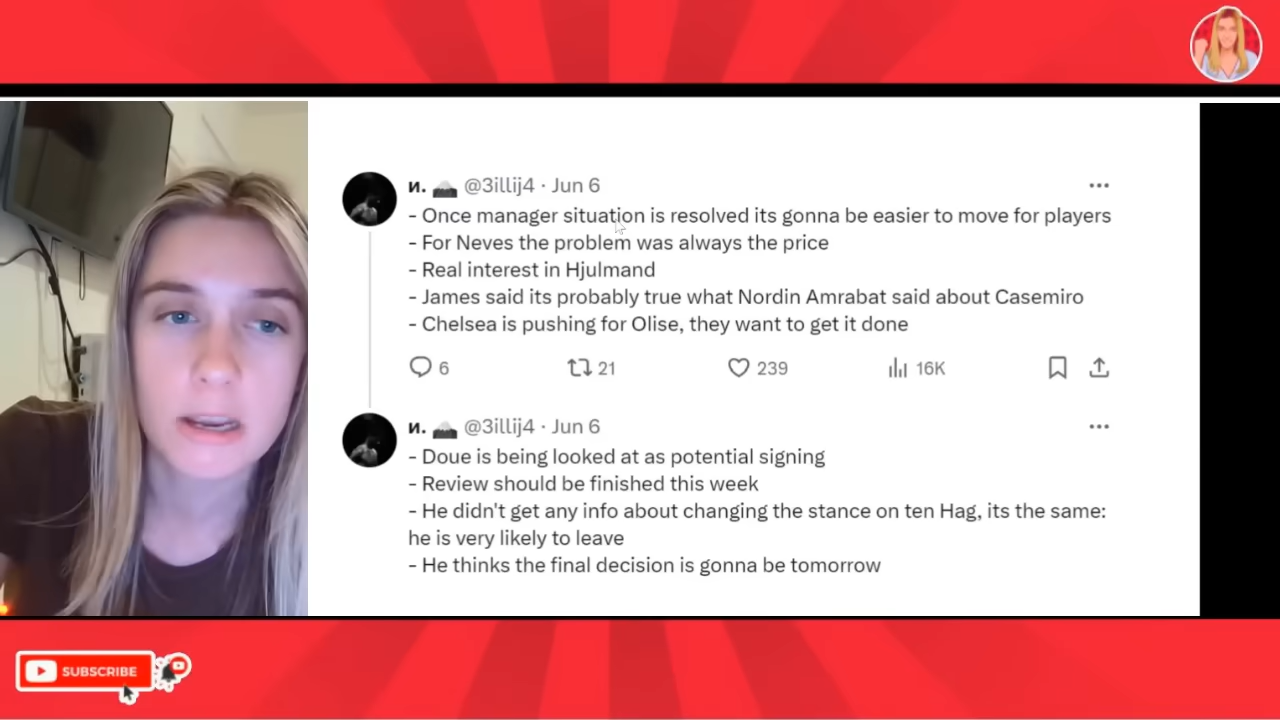 и. @3illij4 · Jun 6
- Once manager situation is resolved its gonna be easier to move for players
- For Neves the problem was always the price
- Real interest in Hjulmand
- James said its probably true what Nordin Amrabat said about Casemiro
- Chelsea is pushing for Olise, they want to get it done
6 21 239 16K
и. @3illij4 · Jun 6
- Doue is being looked at as potential signing
- Review should be finished this week
- He didn't get any info about changing the stance on ten Hag, its the same:
he is very likely to leave
- He thinks the final decision is gonna be tomorrow
SUBSCRIBE